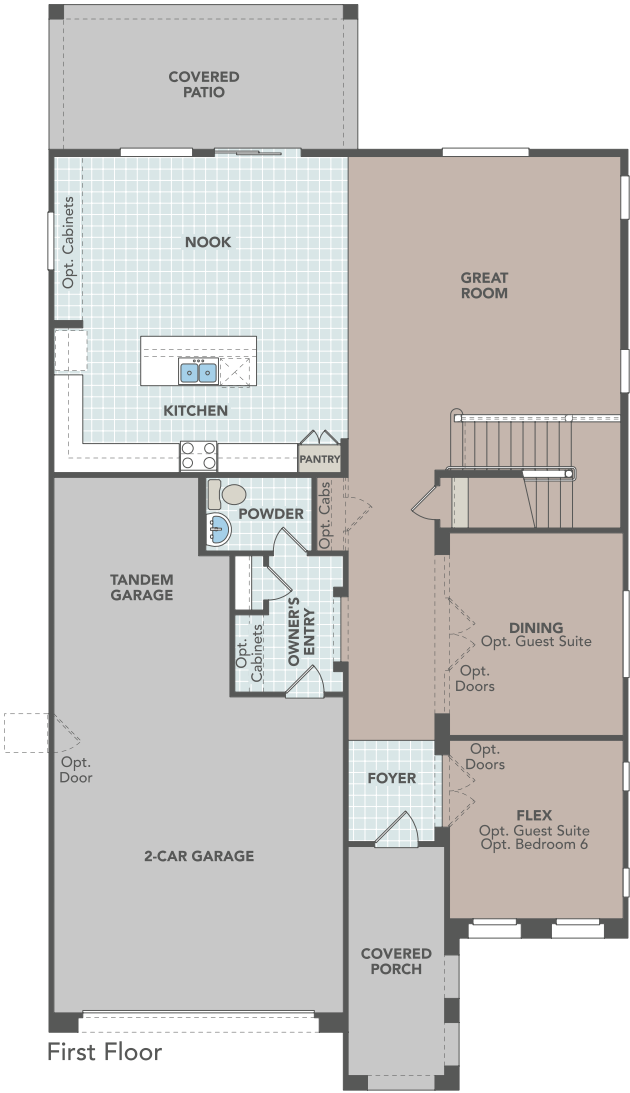 COVERED
PATIO
Opt. Cabinets
NOOK
GREAT
ROOM
KITCHEN
PANTRY
Opt. Cabs
POWDER
TANDEM
GARAGE
OWNER'S
ENTRY
Opt.
Cabinets
DINING
Opt. Guest Suite
Opt.
Doors
Opt.
Door
FOYER
Opt.
Doors
FLEX
Opt. Guest Suite
Opt. Bedroom 6
2-CAR GARAGE
COVERED
PORCH
First Floor